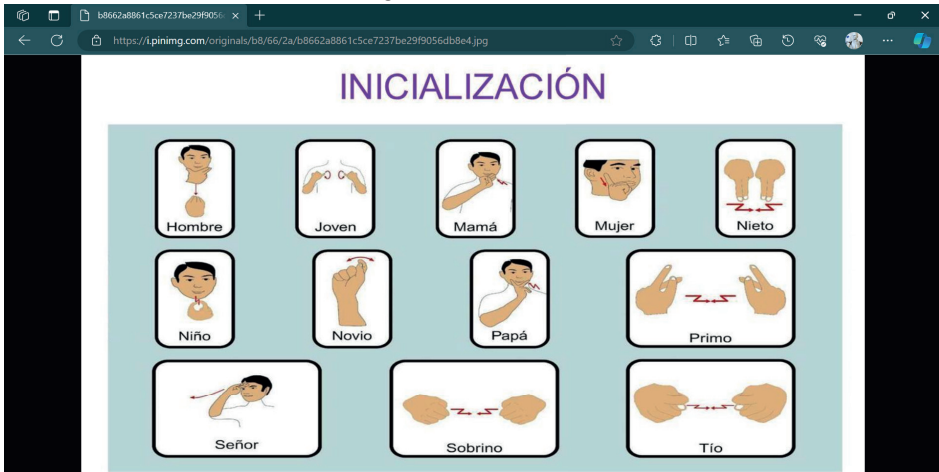 b8662a8861c5ce7237be29f9056
https://i.pinimg.com/originals/b8/66/2a/b8662a8861c5ce7237be29f9056db8e4.jpg
INICIALIZACIÓN
Hombre
Joven
Mamá
Mujer
Nieto
Niño
Novio
Papá
Primo
Señor
Sobrino
Tío